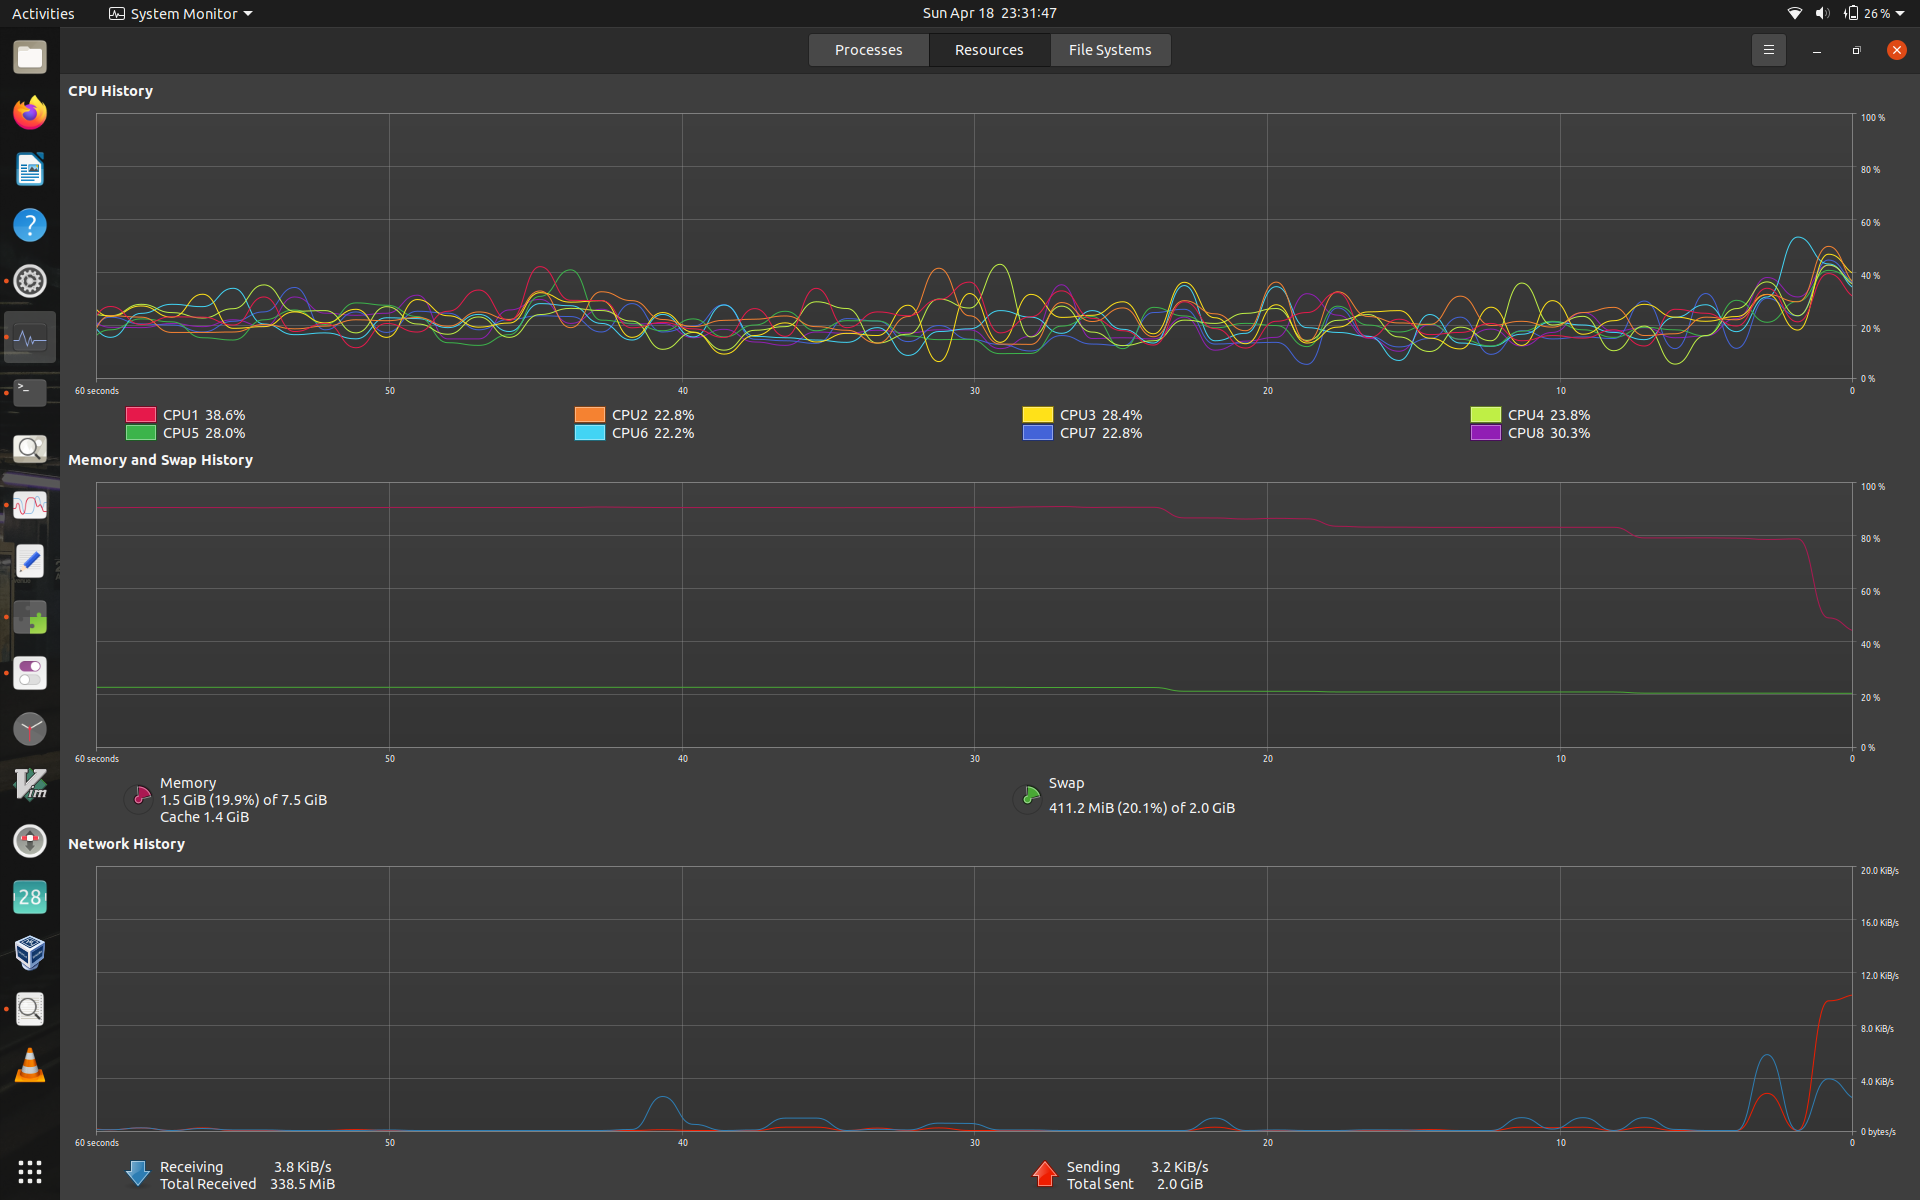 Activities System Monitor Sun Apr 18 23:31:47 26 %
Processes Resources File Systems
CPU History
100 %
80 %
60 %
40 %
20 %
0 %
60 seconds 50 40 30 20 10 0
CPU1 38.6% CPU2 22.8% CPU3 28.4% CPU4 23.8%
CPU5 28.0% CPU6 22.2% CPU7 22.8% CPU8 30.3%
Memory and Swap History
100 %
80 %
60 %
40 %
20 %
0 %
60 seconds 50 40 30 20 10 0
Memory
1.5 GiB (19.9%) of 7.5 GiB
Cache 1.4 GiB
Swap
411.2 MiB (20.1%) of 2.0 GiB
Network History
20.0 KiB/s
16.0 KiB/s
12.0 KiB/s
8.0 KiB/s
4.0 KiB/s
0 bytes/s
60 seconds 50 40 30 20 10 0
Receiving 3.8 KiB/s
Total Received 338.5 MiB
Sending 3.2 KiB/s
Total Sent 2.0 GiB
?
>_
Vim
28